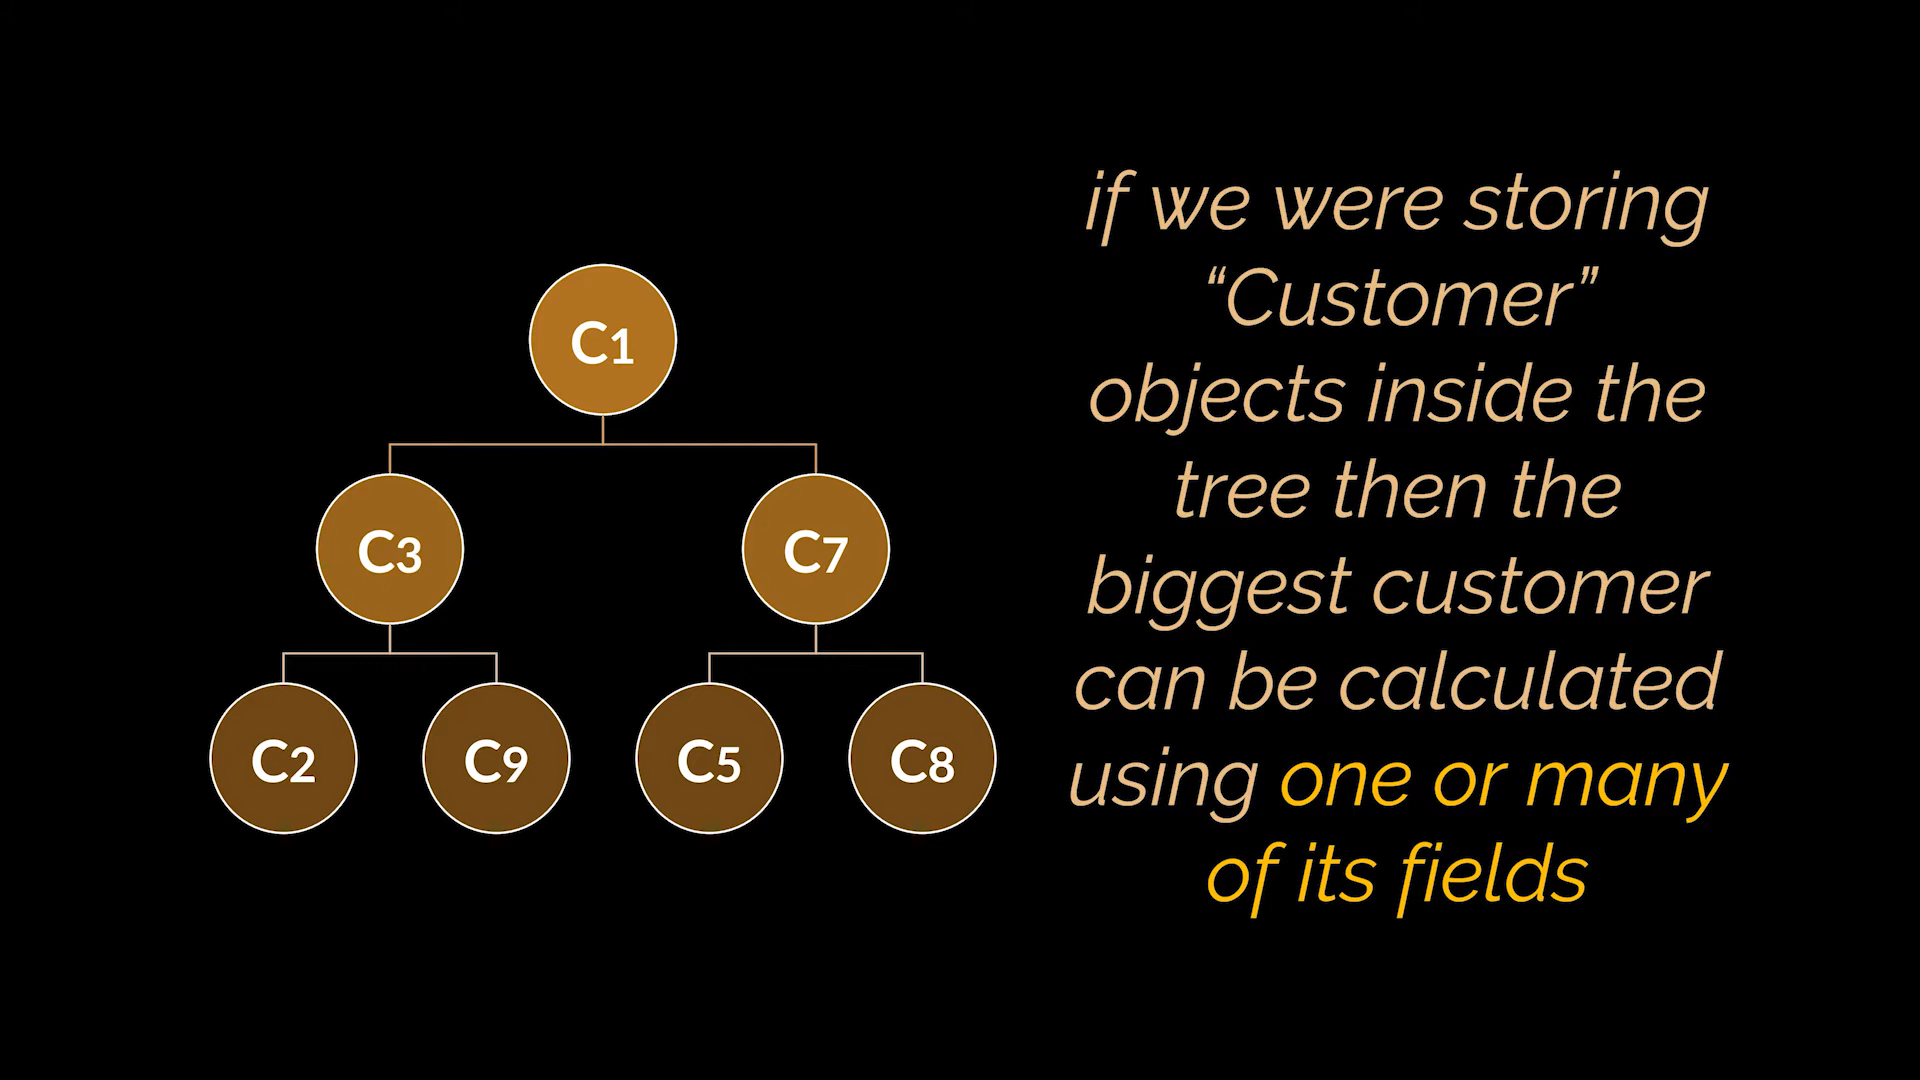 C1
C3
C7
C2
C9
C5
C8
if we were storing
“Customer”
objects inside the
tree then the
biggest customer
can be calculated
using one or many
of its fields